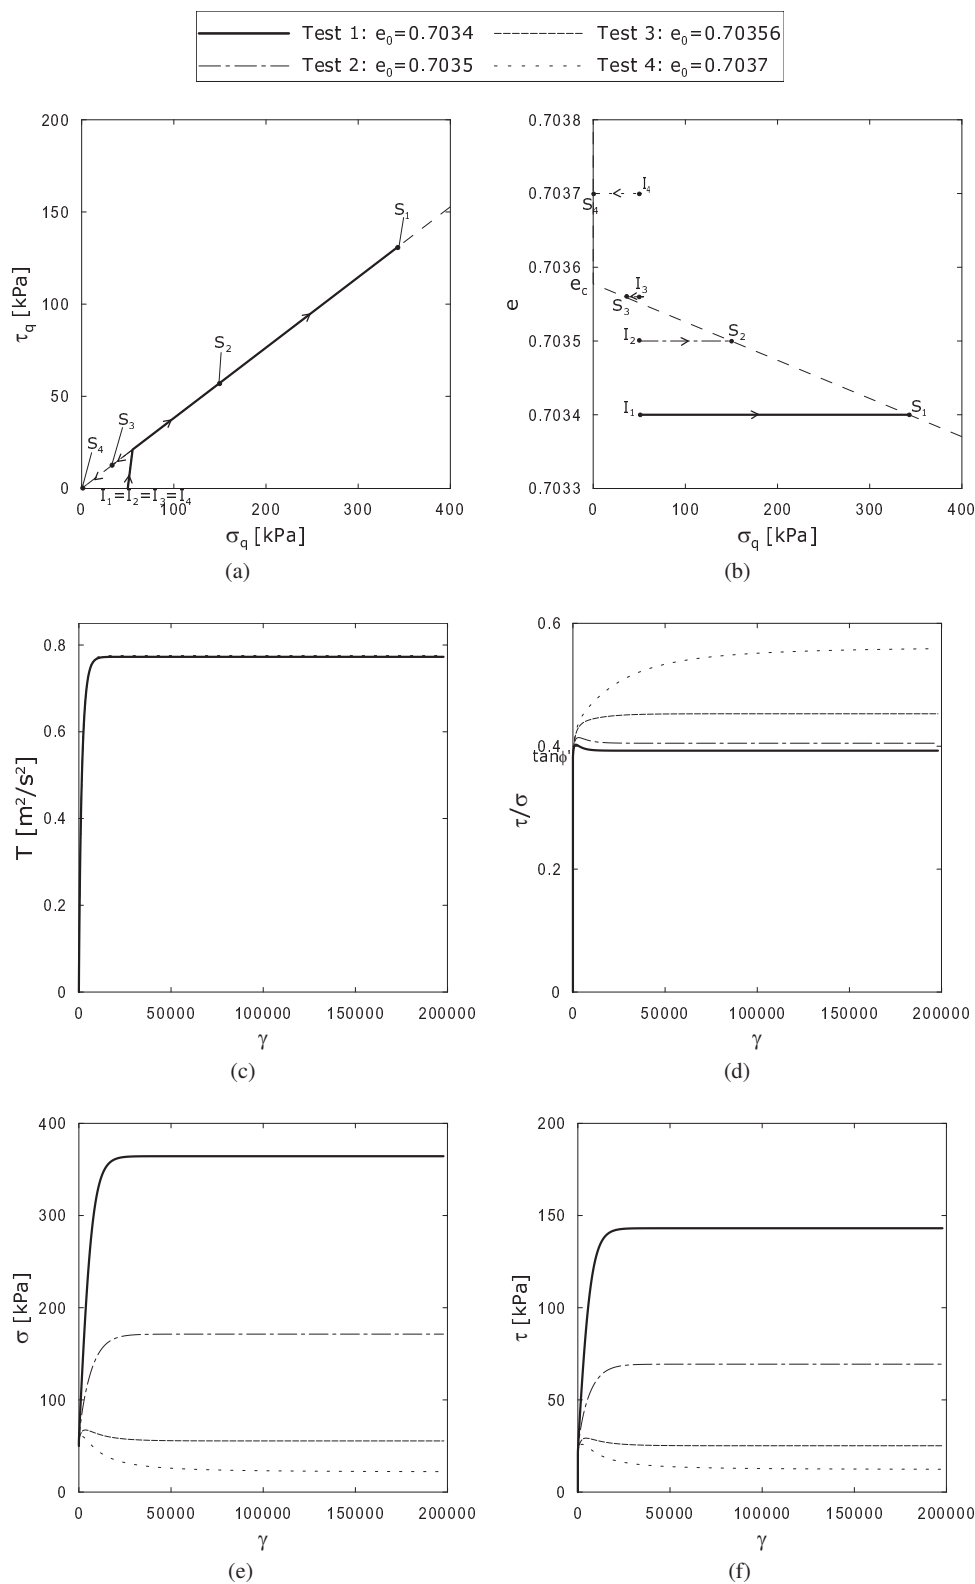 Test 1: e₀=0.7034 Test 3: e₀=0.70356
Test 2: e₀=0.7035 Test 4: e₀=0.7037
200
150
100
50
0
τq [kPa]
S₁
S₂
S₃
S₄
I₁=I₂=I₃=I₄
0 100 200 300 400
σq [kPa]
(a)
0.7038
0.7037
0.7036
ec
0.7035
0.7034
0.7033
e
I₄
S₄
I₃
S₃
I₂
S₂
I₁
S₁
0 100 200 300 400
σq [kPa]
(b)
0.8
0.6
0.4
0.2
0
T [m²/s²]
0 50000 100000 150000 200000
γ
(c)
0.6
0.4
tanϕ'
0.2
0
τ/σ
0 50000 100000 150000 200000
γ
(d)
400
300
200
100
0
σ [kPa]
0 50000 100000 150000 200000
γ
(e)
200
150
100
50
0
τ [kPa]
0 50000 100000 150000 200000
γ
(f)